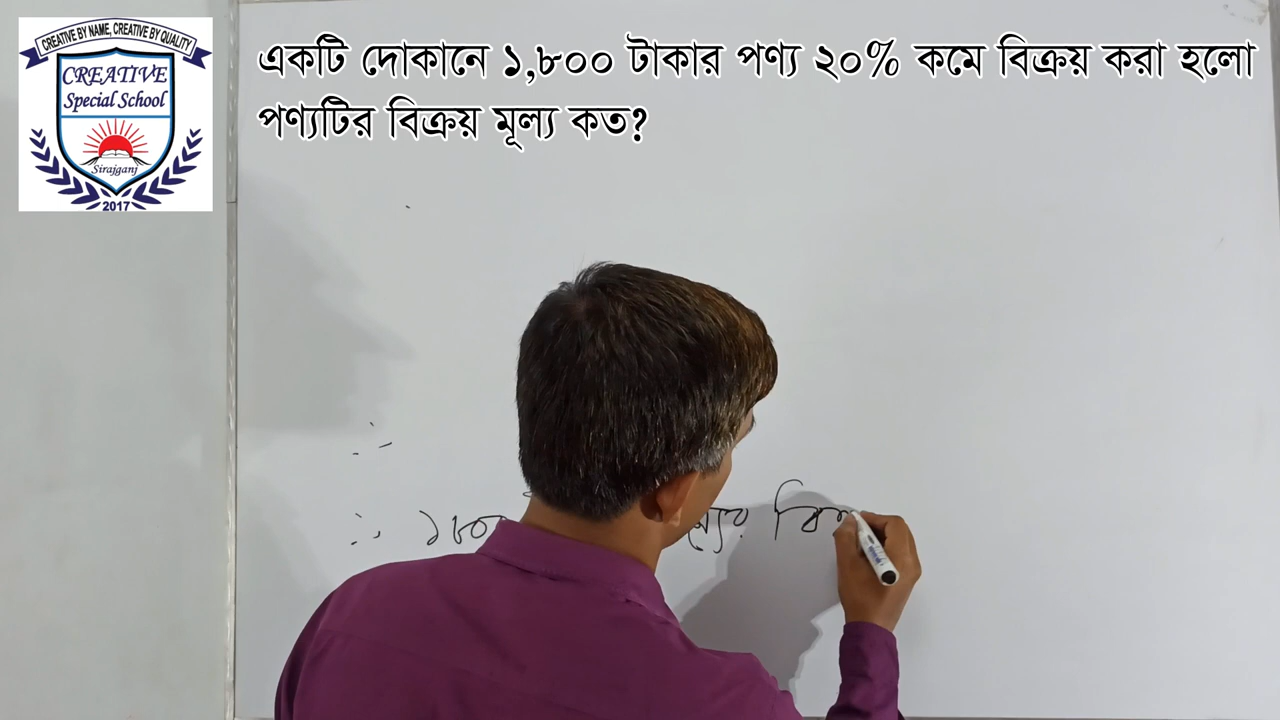 CREATIVE BY NAME, CREATIVE BY QUALITY
CREATIVE
Special School
Sirajganj
2017
একটি দোকানে ১,৮০০ টাকার পণ্য ২০% কমে বিক্রয় করা হলো
পণ্যটির বিক্রয় মূল্য কত?
∴
∴ ১৮০